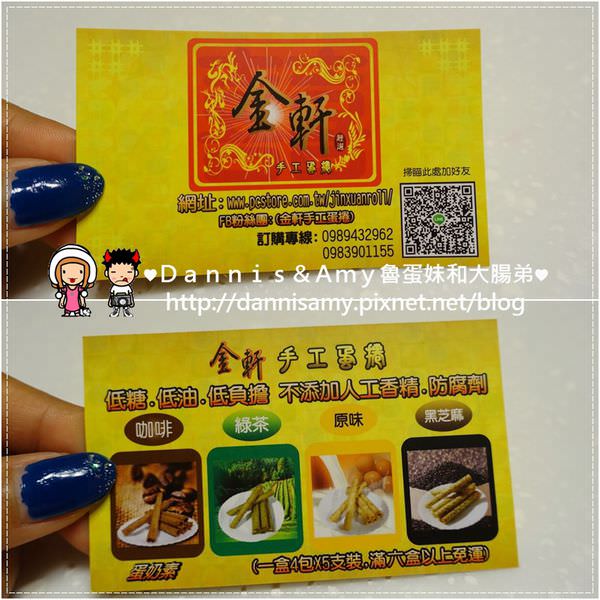 金軒
嚴選
手工蛋捲
掃瞄此處加好友
網址:www.pcstore.com.tw/jinxuanroll/
FB粉絲團:(金軒手工蛋捲)
訂購專線:0989432962
0983901155
♥Dannis&Amy魯蛋妹和大腸弟♥
http://dannisamy.pixnet.net/blog
金軒 手工蛋捲
低糖.低油.低負擔 不添加人工香精.防腐劑
咖啡 綠茶 原味 黑芝麻
蛋奶素 (一盒4包X5支裝,滿六盒以上免運)